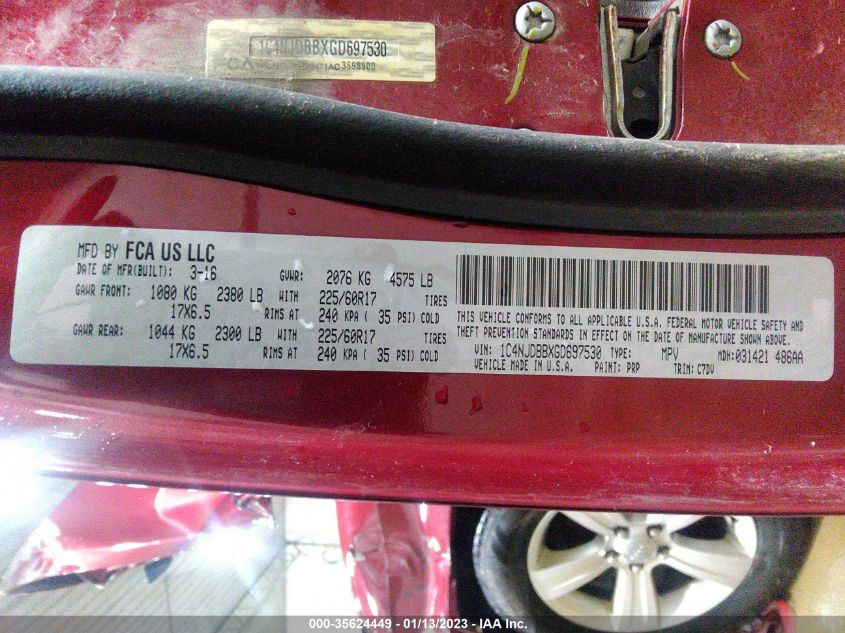 1C4NJDBBXGD697530
3698900
MFD BY FCA US LLC
DATE OF MFR(BUILT): 3-16 GVWR: 2076 KG 4575 LB
GAWR FRONT: 1080 KG 2380 LB WITH 225/60R17 TIRES
17X6.5 RIMS AT 240 KPA ( 35 PSI) COLD
GAWR REAR: 1044 KG 2300 LB WITH 225/60R17 TIRES
17X6.5 RIMS AT 240 KPA ( 35 PSI) COLD
THIS VEHICLE CONFORMS TO ALL APPLICABLE U.S.A. FEDERAL MOTOR VEHICLE SAFETY AND
THEFT PREVENTION STANDARDS IN EFFECT ON THE DATE OF MANUFACTURE SHOWN ABOVE.
VIN: 1C4NJDBBXGD697530 TYPE: MPV MDH:031421 486AA
VEHICLE MADE IN U.S.A. PAINT: PRP TRIM: C7DV
000-35624449 - 01/13/2023 - IAA Inc.